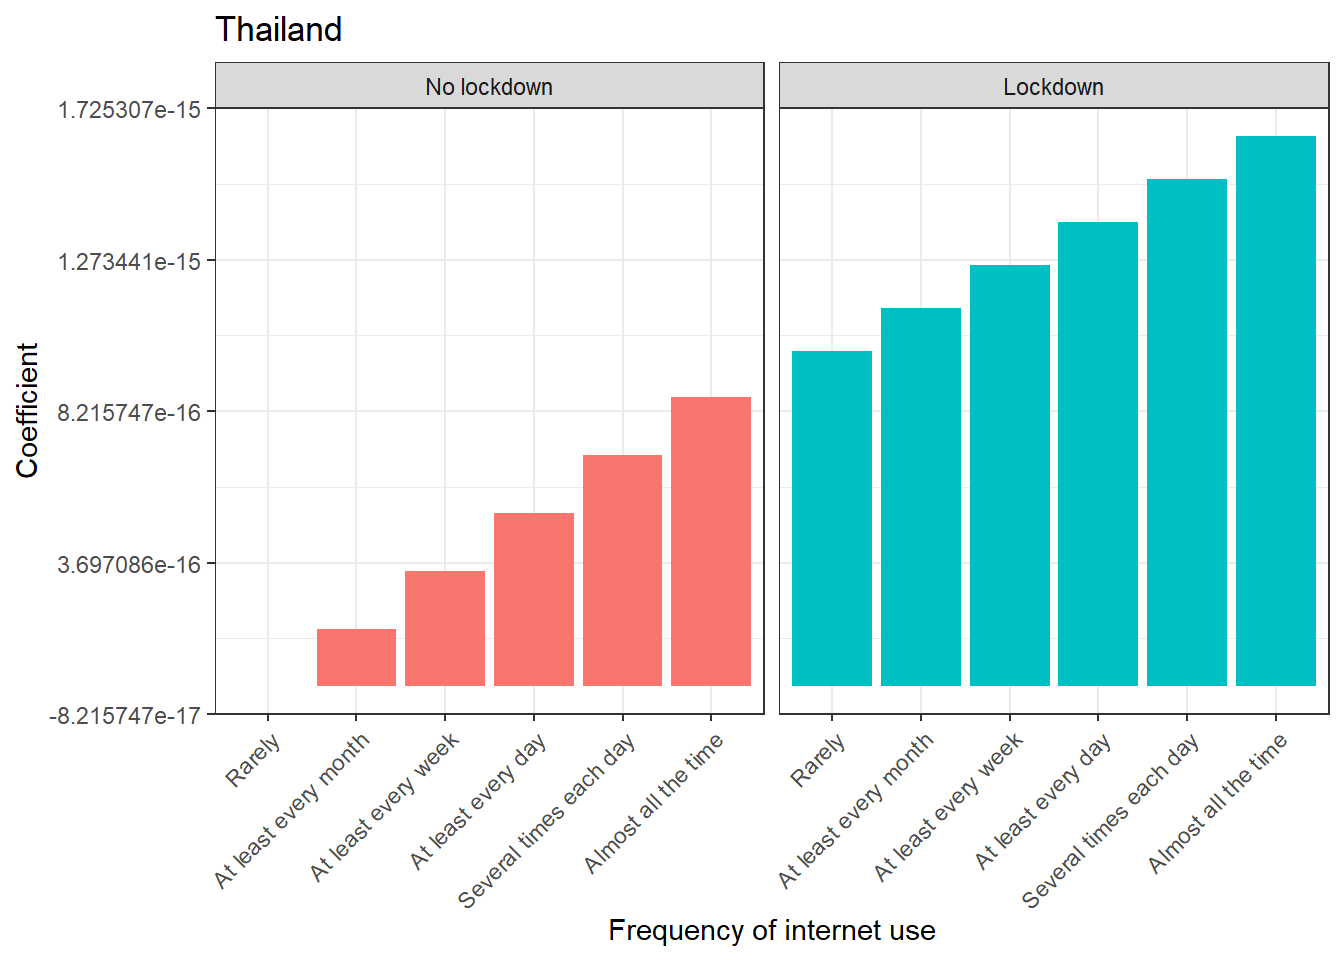 Thailand
No lockdown
Lockdown
Coefficient
1.725307e-15
1.273441e-15
8.215747e-16
3.697086e-16
-8.215747e-17
Rarely
At least every month
At least every week
At least every day
Several times each day
Almost all the time
Rarely
At least every month
At least every week
At least every day
Several times each day
Almost all the time
Frequency of internet use